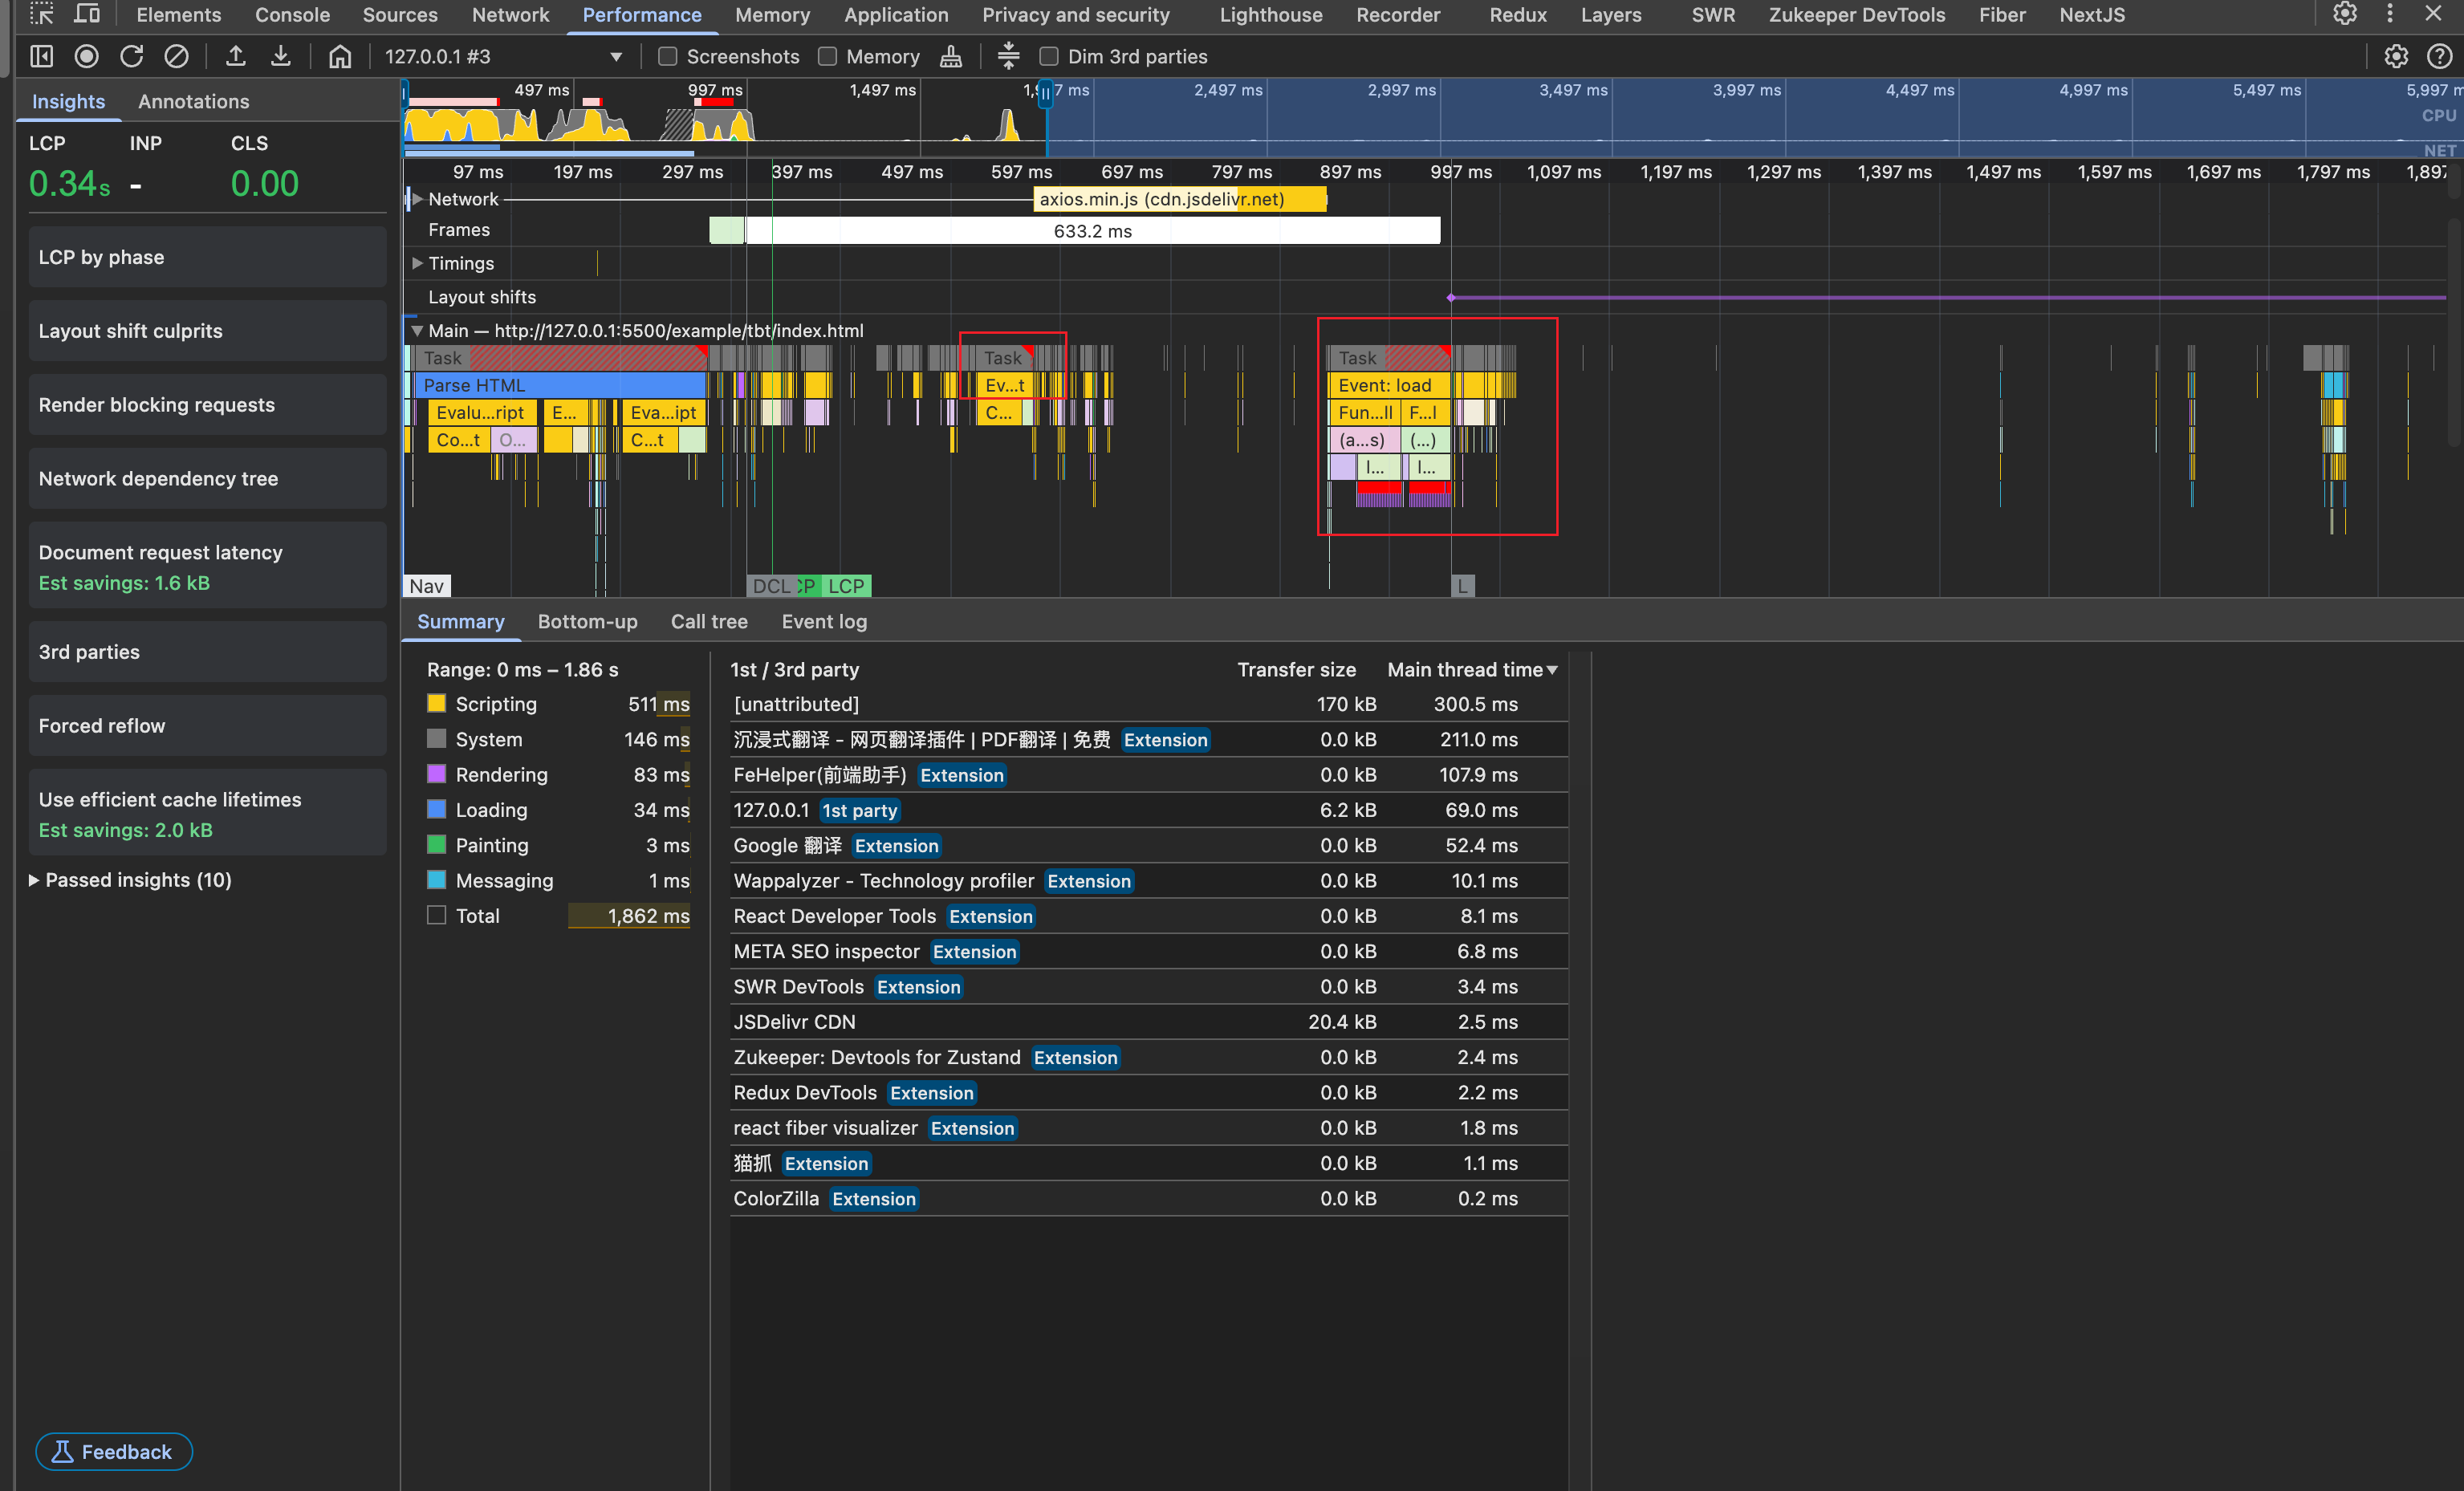 Elements Console Sources Network Performance Memory Application Privacy and security Lighthouse Recorder Redux Layers SWR Zukeeper DevTools Fiber NextJS
127.0.0.1 #3 Screenshots Memory Dim 3rd parties
Insights Annotations
LCP INP CLS
0.34s - 0.00
LCP by phase
Layout shift culprits
Render blocking requests
Network dependency tree
Document request latency
Est savings: 1.6 kB
3rd parties
Forced reflow
Use efficient cache lifetimes
Est savings: 2.0 kB
Passed insights (10)
Feedback
497 ms 997 ms 1,497 ms 2,497 ms 2,997 ms 3,497 ms 3,997 ms 4,497 ms 4,997 ms 5,497 ms
CPU
NET
97 ms 197 ms 297 ms 397 ms 497 ms 597 ms 697 ms 797 ms 897 ms 997 ms 1,097 ms 1,197 ms 1,297 ms 1,397 ms 1,497 ms 1,597 ms 1,697 ms 1,797 ms 1,897
Network axios.min.js (cdn.jsdelivr.net)
Frames 633.2 ms
Timings
Layout shifts
Main — http://127.0.0.1:5500/example/tbt/index.html
Task Task Task
Parse HTML Ev...t Event: load
Evalu...ript E... Eva...ipt C... Fun...ll F...l
Co...t O... C...t (a...s) (...)
I... I...
Nav DCL LCP L
Summary Bottom-up Call tree Event log
Range: 0 ms – 1.86 s
Scripting 511 ms
System 146 ms
Rendering 83 ms
Loading 34 ms
Painting 3 ms
Messaging 1 ms
Total 1,862 ms
1st / 3rd party Transfer size Main thread time
[unattributed] 170 kB 300.5 ms
沉浸式翻译 - 网页翻译插件 | PDF翻译 | 免费 Extension 0.0 kB 211.0 ms
FeHelper(前端助手) Extension 0.0 kB 107.9 ms
127.0.0.1 1st party 6.2 kB 69.0 ms
Google 翻译 Extension 0.0 kB 52.4 ms
Wappalyzer - Technology profiler Extension 0.0 kB 10.1 ms
React Developer Tools Extension 0.0 kB 8.1 ms
META SEO inspector Extension 0.0 kB 6.8 ms
SWR DevTools Extension 0.0 kB 3.4 ms
JSDelivr CDN 20.4 kB 2.5 ms
Zukeeper: Devtools for Zustand Extension 0.0 kB 2.4 ms
Redux DevTools Extension 0.0 kB 2.2 ms
react fiber visualizer Extension 0.0 kB 1.8 ms
猫抓 Extension 0.0 kB 1.1 ms
ColorZilla Extension 0.0 kB 0.2 ms